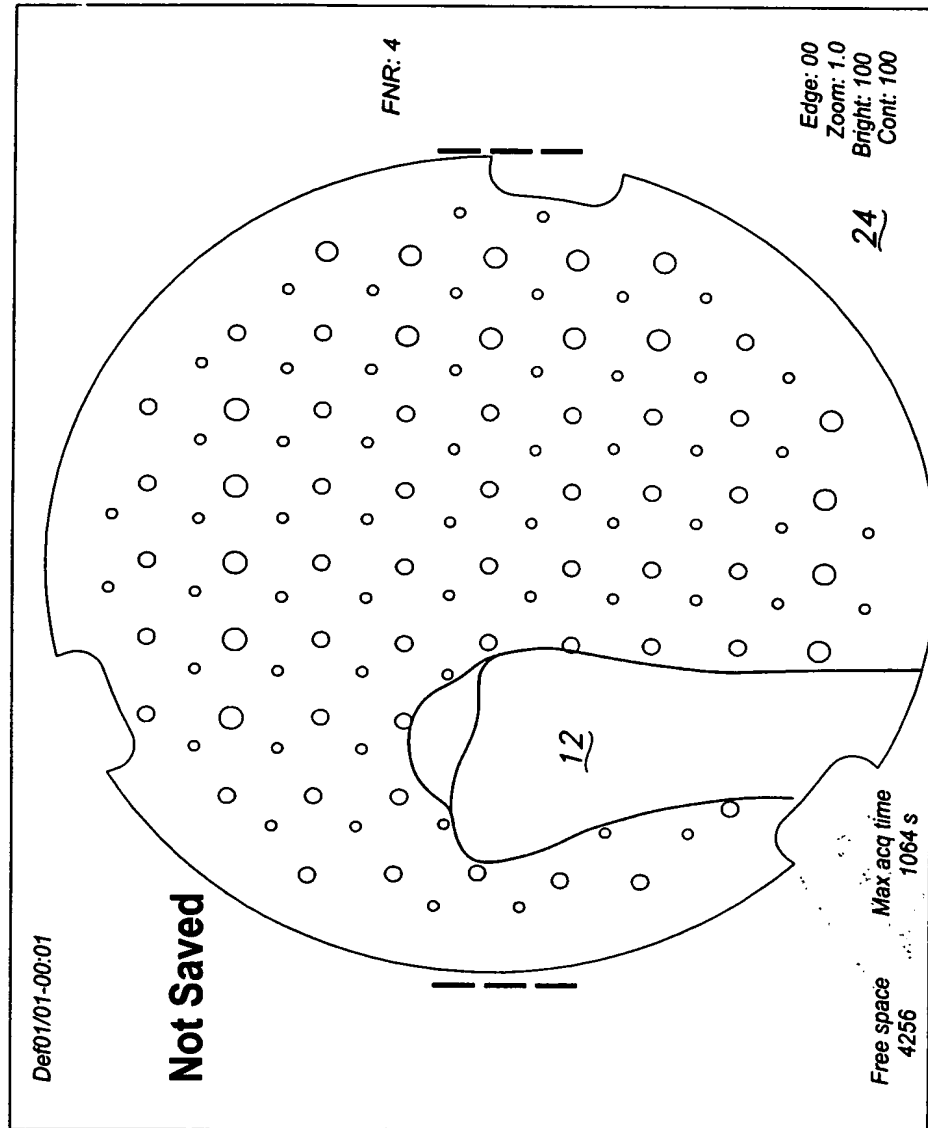 Def01/01-00:01
Not Saved
FNR: 4
12
24
Free space
4256
Max acq time
1064 s
Edge: 00
Zoom: 1.0
Bright: 100
Cont: 100